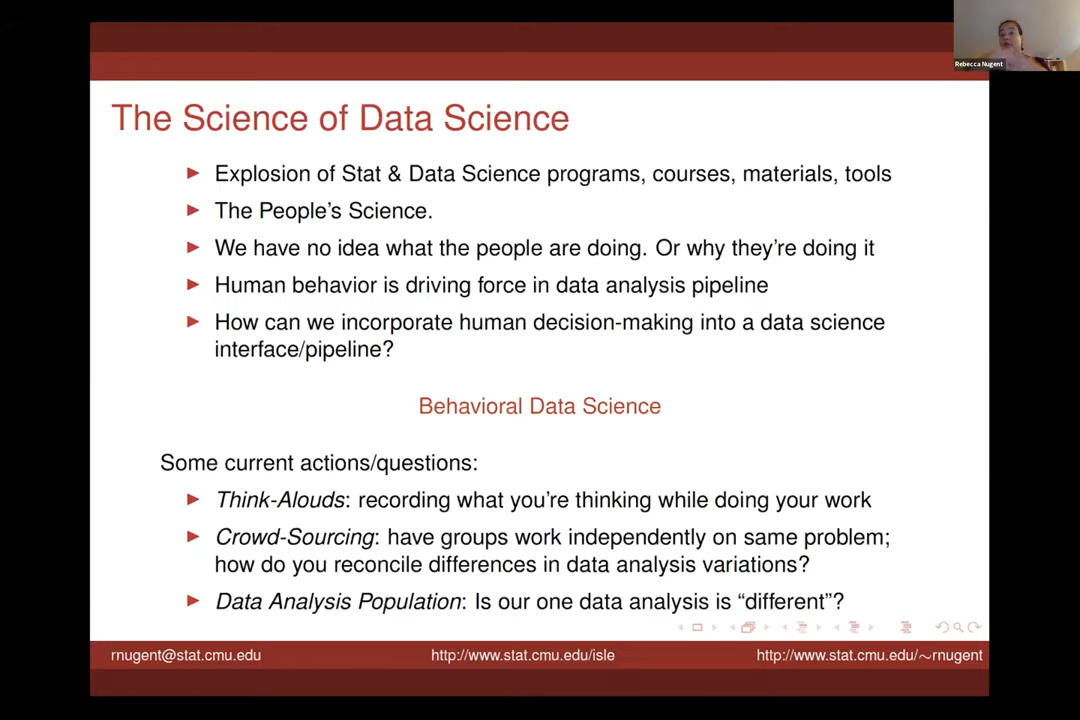 Rebecca Nugent
The Science of Data Science
Explosion of Stat & Data Science programs, courses, materials, tools
The People's Science.
We have no idea what the people are doing. Or why they're doing it
Human behavior is driving force in data analysis pipeline
How can we incorporate human decision-making into a data science
interface/pipeline?
Behavioral Data Science
Some current actions/questions:
Think-Alouds: recording what you're thinking while doing your work
Crowd-Sourcing: have groups work independently on same problem;
how do you reconcile differences in data analysis variations?
Data Analysis Population: Is our one data analysis is “different”?
rnugent@stat.cmu.edu
http://www.stat.cmu.edu/isle
http://www.stat.cmu.edu/~rnugent